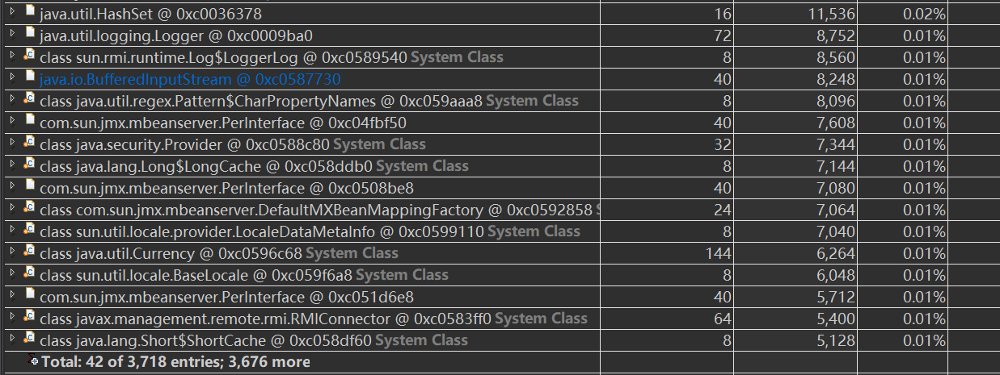 java.util.HashSet @ 0xc0036378 16 11,536 0.02%
java.util.logging.Logger @ 0xc0009ba0 72 8,752 0.01%
class sun.rmi.runtime.Log$LoggerLog @ 0xc0589540 System Class 8 8,560 0.01%
java.io.BufferedInputStream @ 0xc0587730 40 8,248 0.01%
class java.util.regex.Pattern$CharPropertyNames @ 0xc059aaa8 System Class 8 8,096 0.01%
com.sun.jmx.mbeanserver.PerInterface @ 0xc04fbf50 40 7,608 0.01%
class java.security.Provider @ 0xc0588c80 System Class 32 7,344 0.01%
class java.lang.Long$LongCache @ 0xc058ddb0 System Class 8 7,144 0.01%
com.sun.jmx.mbeanserver.PerInterface @ 0xc0508be8 40 7,080 0.01%
class com.sun.jmx.mbeanserver.DefaultMXBeanMappingFactory @ 0xc0592858 24 7,064 0.01%
class sun.util.locale.provider.LocaleDataMetaInfo @ 0xc0599110 System Class 8 7,040 0.01%
class java.util.Currency @ 0xc0596c68 System Class 144 6,264 0.01%
class sun.util.locale.BaseLocale @ 0xc059f6a8 System Class 8 6,048 0.01%
com.sun.jmx.mbeanserver.PerInterface @ 0xc051d6e8 40 5,712 0.01%
class javax.management.remote.rmi.RMIConnector @ 0xc0583ff0 System Class 64 5,400 0.01%
class java.lang.Short$ShortCache @ 0xc058df60 System Class 8 5,128 0.01%
Total: 42 of 3,718 entries; 3,676 more